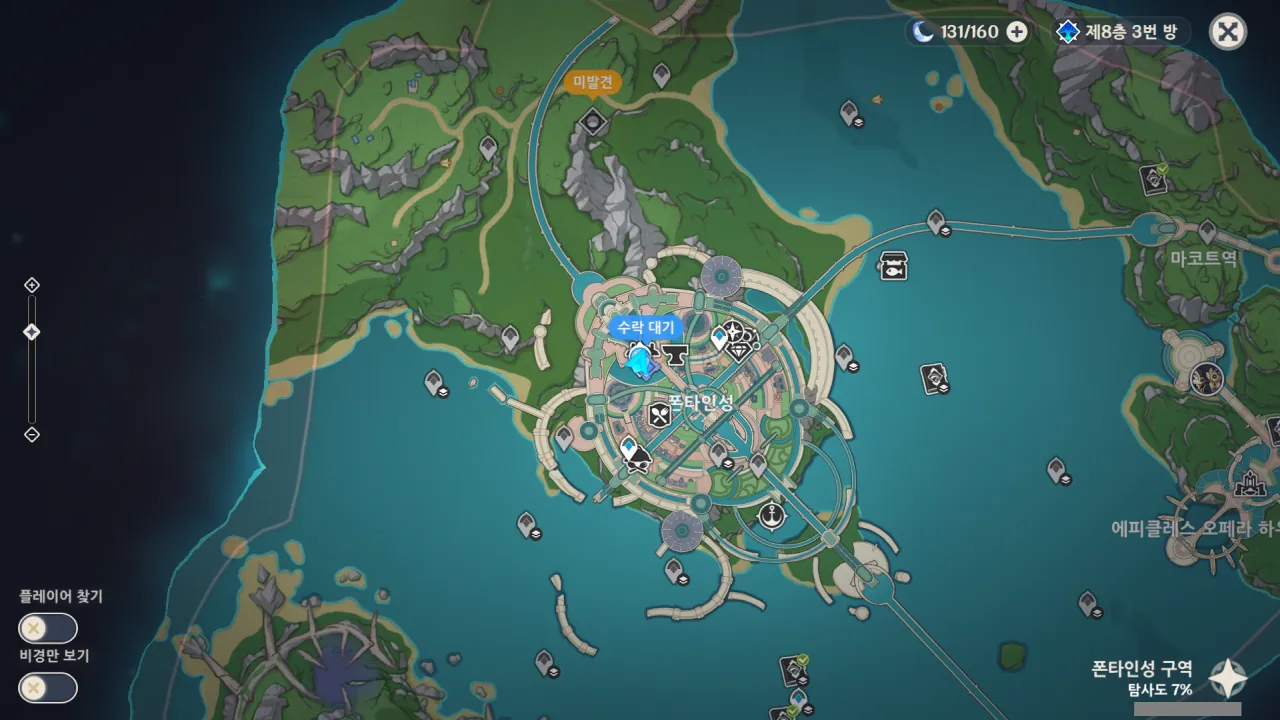 131/160
제8층 3번 방
미발견
마코트역
수락 대기
폰타인성
에피클레스 오페라 하우
플레이어 찾기
비경만 보기
폰타인성 구역
탐사도 7%